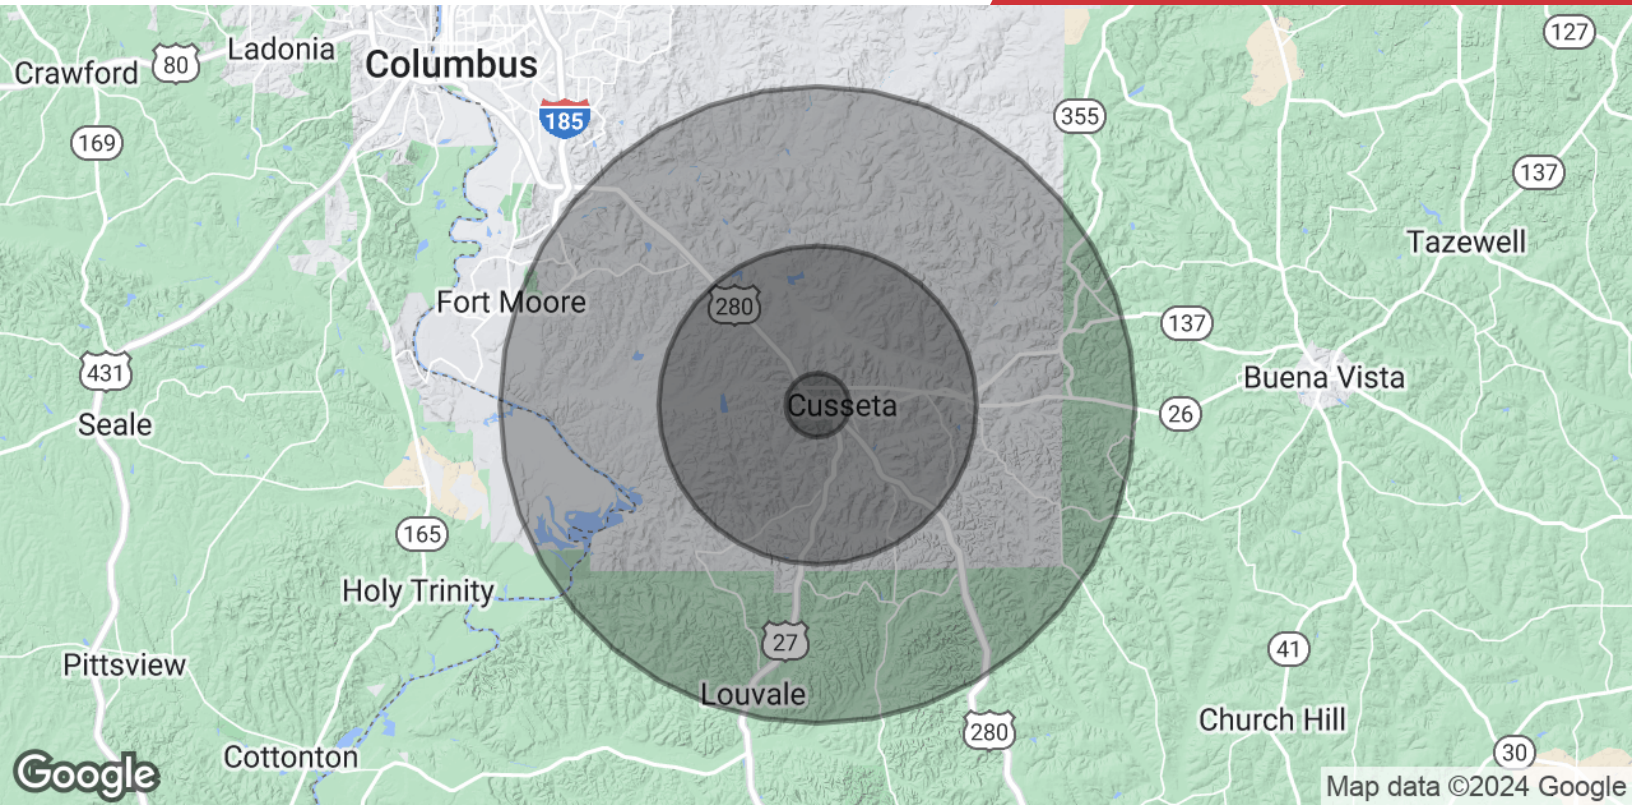 127
Ladonia
Columbus
80
Crawford
185
355
169
137
Tazewell
Fort Moore
280
137
431
Buena Vista
Cusseta
26
Seale
165
Holy Trinity
27
41
Pittsview
Louvale
Church Hill
280
Cottonton
30
Google
Map data ©2024 Google